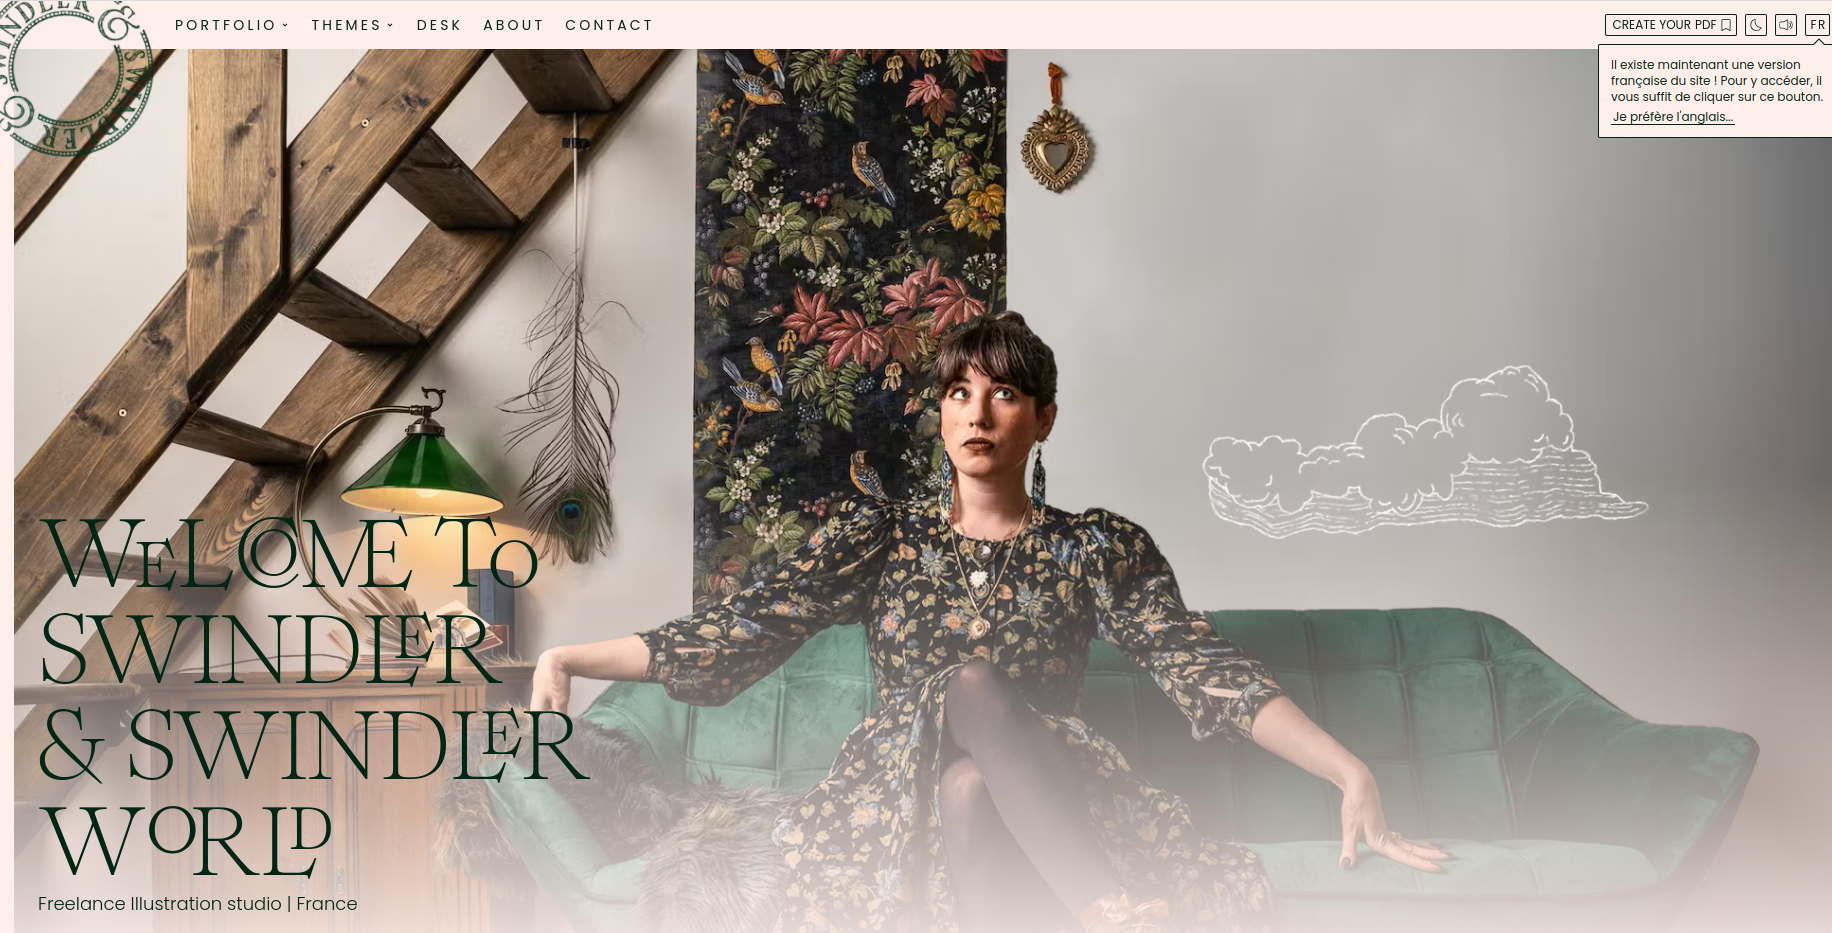 SWINDLER & SWINDLER &
PORTFOLIO THEMES DESK ABOUT CONTACT
CREATE YOUR PDF FR
Il existe maintenant une version
française du site ! Pour y accéder, il
vous suffit de cliquer sur ce bouton.
Je préfère l'anglais...
WELCOME TO
SWINDLER
& SWINDLER
WORLD
Freelance Illustration studio | France